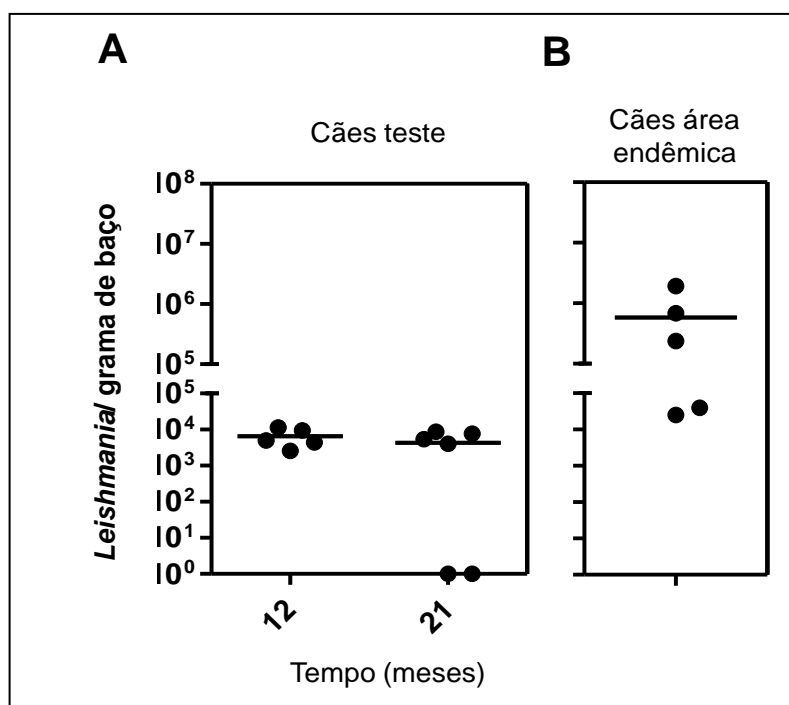 A
B
Cães teste
Cães área
endêmica
Leishmania/ grama de baço
10⁸
10⁷
10⁶
10⁵
10⁵
10⁴
10³
10²
10¹
10⁰
12
21
Tempo (meses)